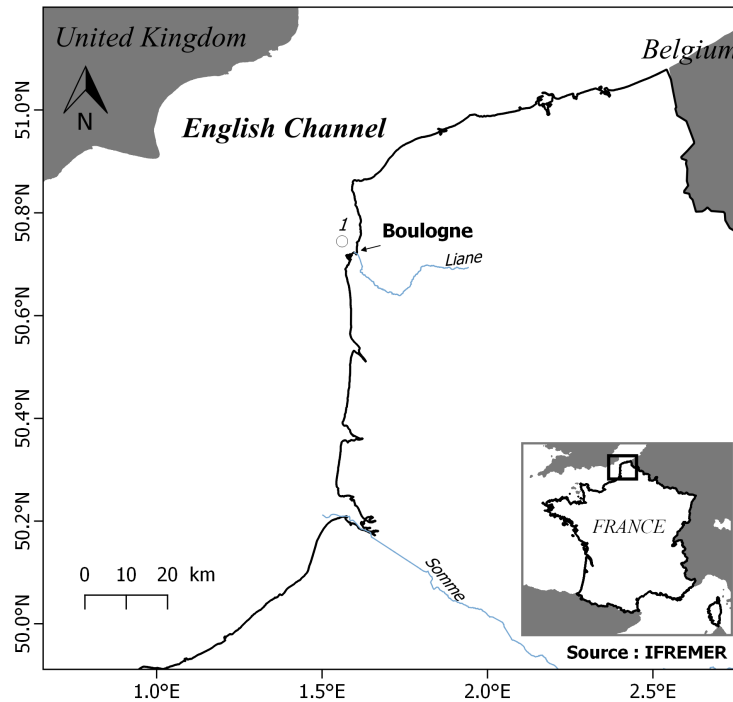 United Kingdom
Belgium
N
English Channel
1
Boulogne
Liane
Somme
0 10 20 km
FRANCE
Source : IFREMER
51.0°N
50.8°N
50.6°N
50.4°N
50.2°N
50.0°N
1.0°E 1.5°E 2.0°E 2.5°E